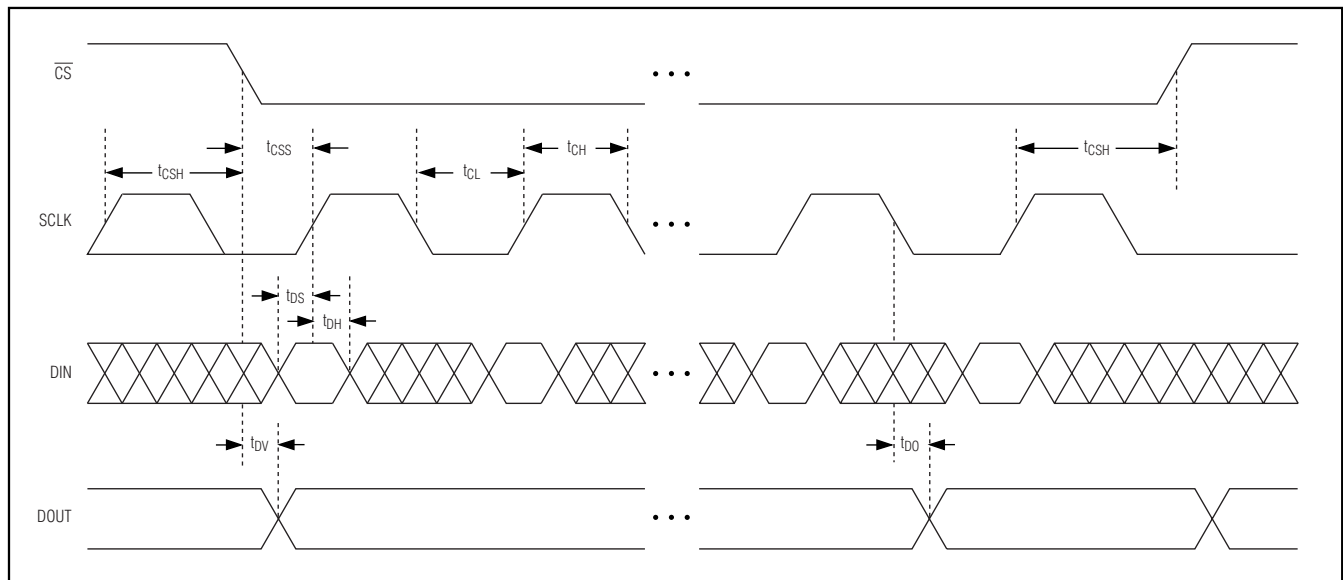 CS
tCSS
tCH
tCSH
tCL
tCSH
SCLK
tDS
tDH
DIN
tDV
tDO
DOUT